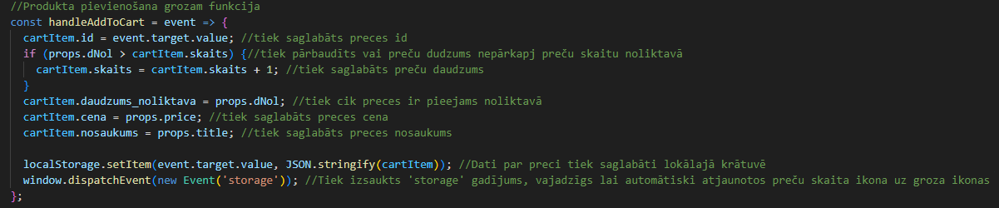 //Produkta pievienošana grozam funkcija
const handleAddToCart = event => {
  cartItem.id = event.target.value; //tiek saglabāts preces id
  if (props.dNol > cartItem.skaits) {//tiek pārbaudīts vai preču dudzums nepārkapj preču skaitu noliktavā
    cartItem.skaits = cartItem.skaits + 1; //tiek saglabāts preču daudzums
  }
  cartItem.daudzums_noliktava = props.dNol; //tiek cik preces ir pieejams noliktavā
  cartItem.cena = props.price; //tiek saglabāts preces cena
  cartItem.nosaukums = props.title; //tiek saglabāts preces nosaukums

  localStorage.setItem(event.target.value, JSON.stringify(cartItem)); //Dati par preci tiek saglabāti lokālajā krātuvē
  window.dispatchEvent(new Event('storage')); //Tiek izsaukts 'storage' gadījums, vajadzīgs lai automātiski atjaunotos preču skaita ikona uz groza ikonas
};